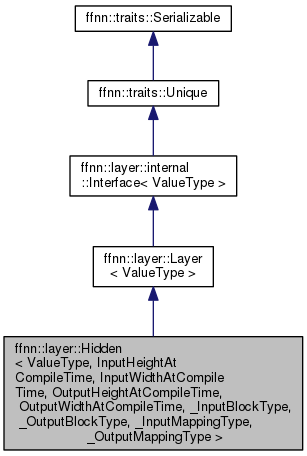 ffnn::traits::Serializable
ffnn::traits::Unique
ffnn::layer::internal
::Interface< ValueType >
ffnn::layer::Layer
< ValueType >
ffnn::layer::Hidden
< ValueType, InputHeightAt
CompileTime, InputWidthAtCompile
Time, OutputHeightAtCompileTime,
OutputWidthAtCompileTime, _InputBlockType,
_OutputBlockType, _InputMappingType,
_OutputMappingType >